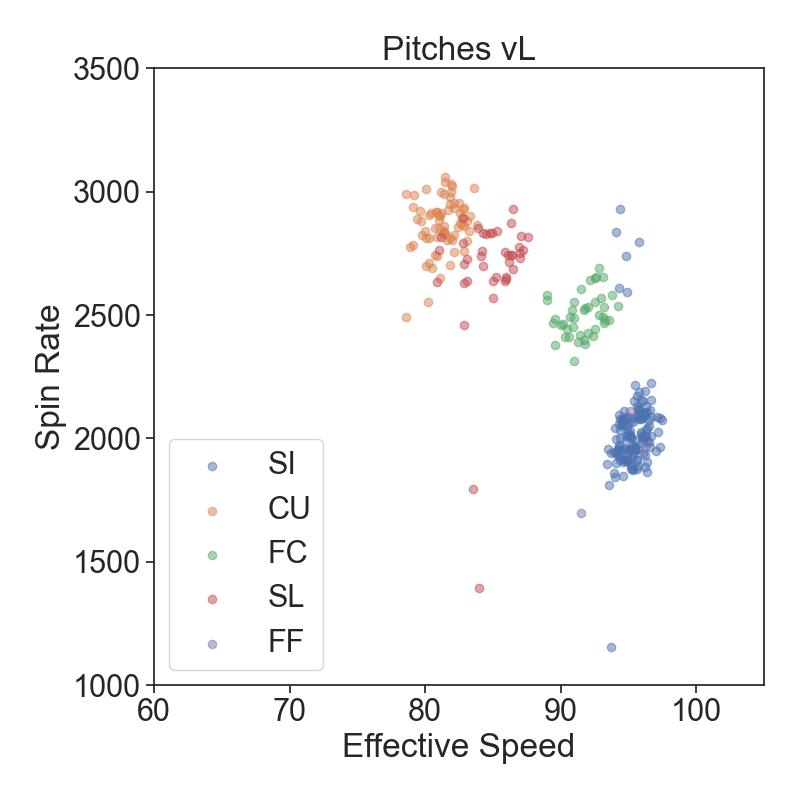 Pitches vL
3500
3000
2500
2000
1500
1000
Spin Rate
SI
CU
FC
SL
FF
60 70 80 90 100
Effective Speed